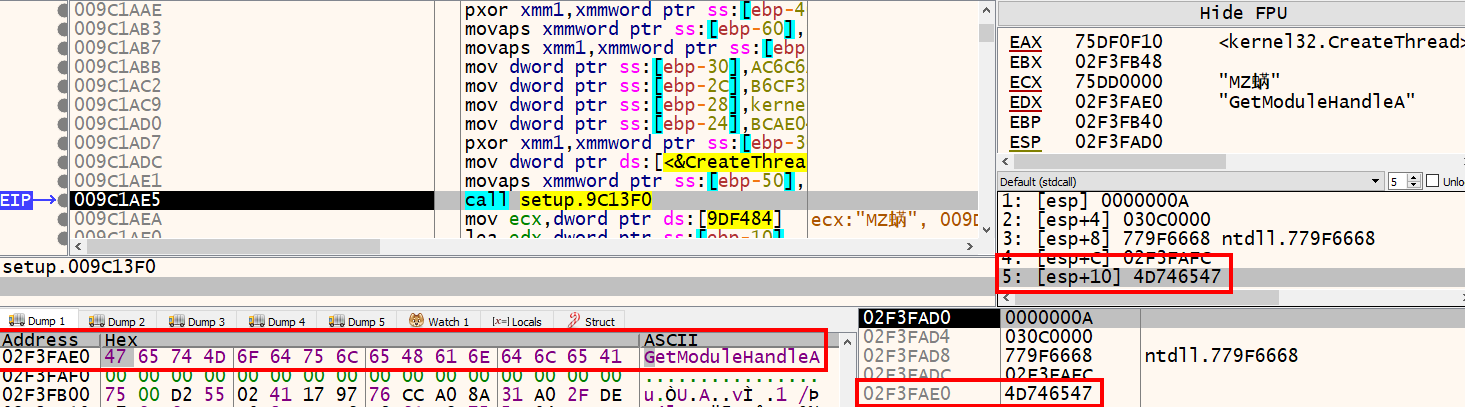 Hide FPU
009C1AAE pxor xmm1,xmmword ptr ss:[ebp-4
009C1AB3 movaps xmmword ptr ss:[ebp-60],
009C1AB7 movaps xmm1,xmmword ptr ss:[ebp
009C1ABB mov dword ptr ss:[ebp-30],AC6C6
009C1AC2 mov dword ptr ss:[ebp-2C],B6CF3
009C1AC9 mov dword ptr ss:[ebp-28],kerne
009C1AD0 mov dword ptr ss:[ebp-24],BCAE0
009C1AD7 pxor xmm1,xmmword ptr ss:[ebp-3
009C1ADC mov dword ptr ds:[<&CreateThrea
009C1AE1 movaps xmmword ptr ss:[ebp-50],
EIP 009C1AE5 call setup.9C13F0
009C1AEA mov ecx,dword ptr ds:[9DF484] ecx:"MZ蟎", 009D
lea edx,dword ptr ss:[ebp-10]
EAX 75DF0F10 <kernel32.CreateThread>
EBX 02F3FB48
ECX 75DD0000 "MZ蟎"
EDX 02F3FAE0 "GetModuleHandleA"
EBP 02F3FB40
ESP 02F3FAD0
Default (stdcall) 5 Unlo
1: [esp] 0000000A
2: [esp+4] 030C0000
3: [esp+8] 779F6668 ntdll.779F6668
4: [esp+C] 02F3FAFC
5: [esp+10] 4D746547
setup.009C13F0
Dump 1 Dump 2 Dump 3 Dump 4 Dump 5 Watch 1 [x=] Locals Struct
Address Hex ASCII
02F3FAE0 47 65 74 4D 6F 64 75 6C 65 48 61 6E 64 6C 65 41 GetModuleHandleA
02F3FAF0 00 00 00 00 00 00 00 00 00 00 00 00 00 00 00 00 ................
02F3FB00 75 00 D2 55 02 41 17 97 76 CC A0 8A 31 A0 2F DE
02F3FAD0 0000000A
02F3FAD4 030C0000
02F3FAD8 779F6668 ntdll.779F6668
02F3FADC 02F3FAFC
02F3FAE0 4D746547